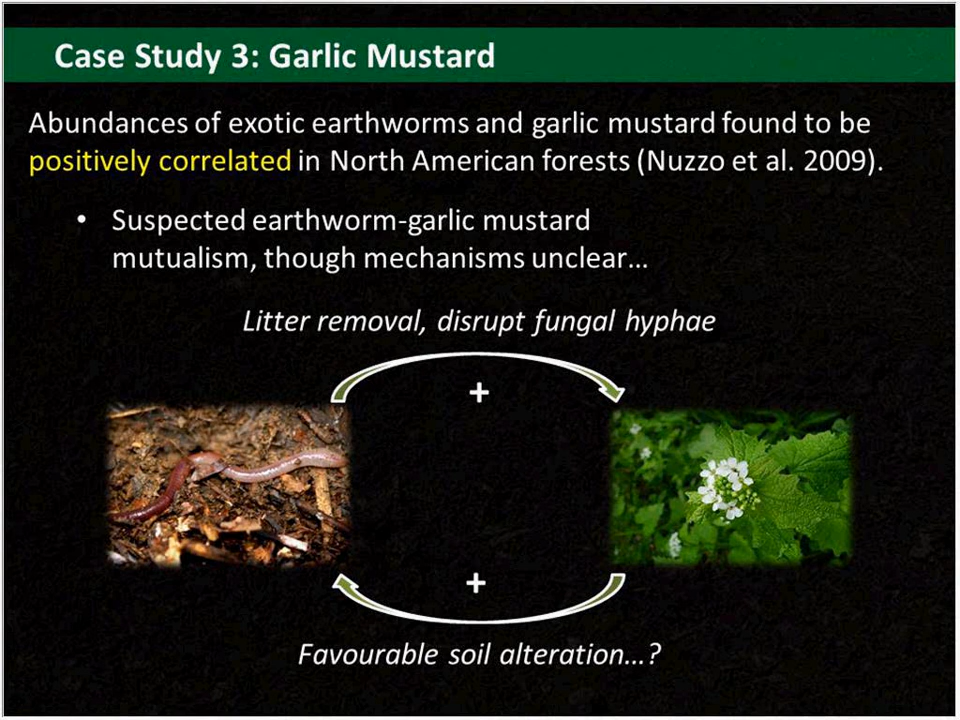 Case Study 3: Garlic Mustard
Abundances of exotic earthworms and garlic mustard found to be
positively correlated in North American forests (Nuzzo et al. 2009).
• Suspected earthworm-garlic mustard
mutualism, though mechanisms unclear…
Litter removal, disrupt fungal hyphae
+
+
Favourable soil alteration…?